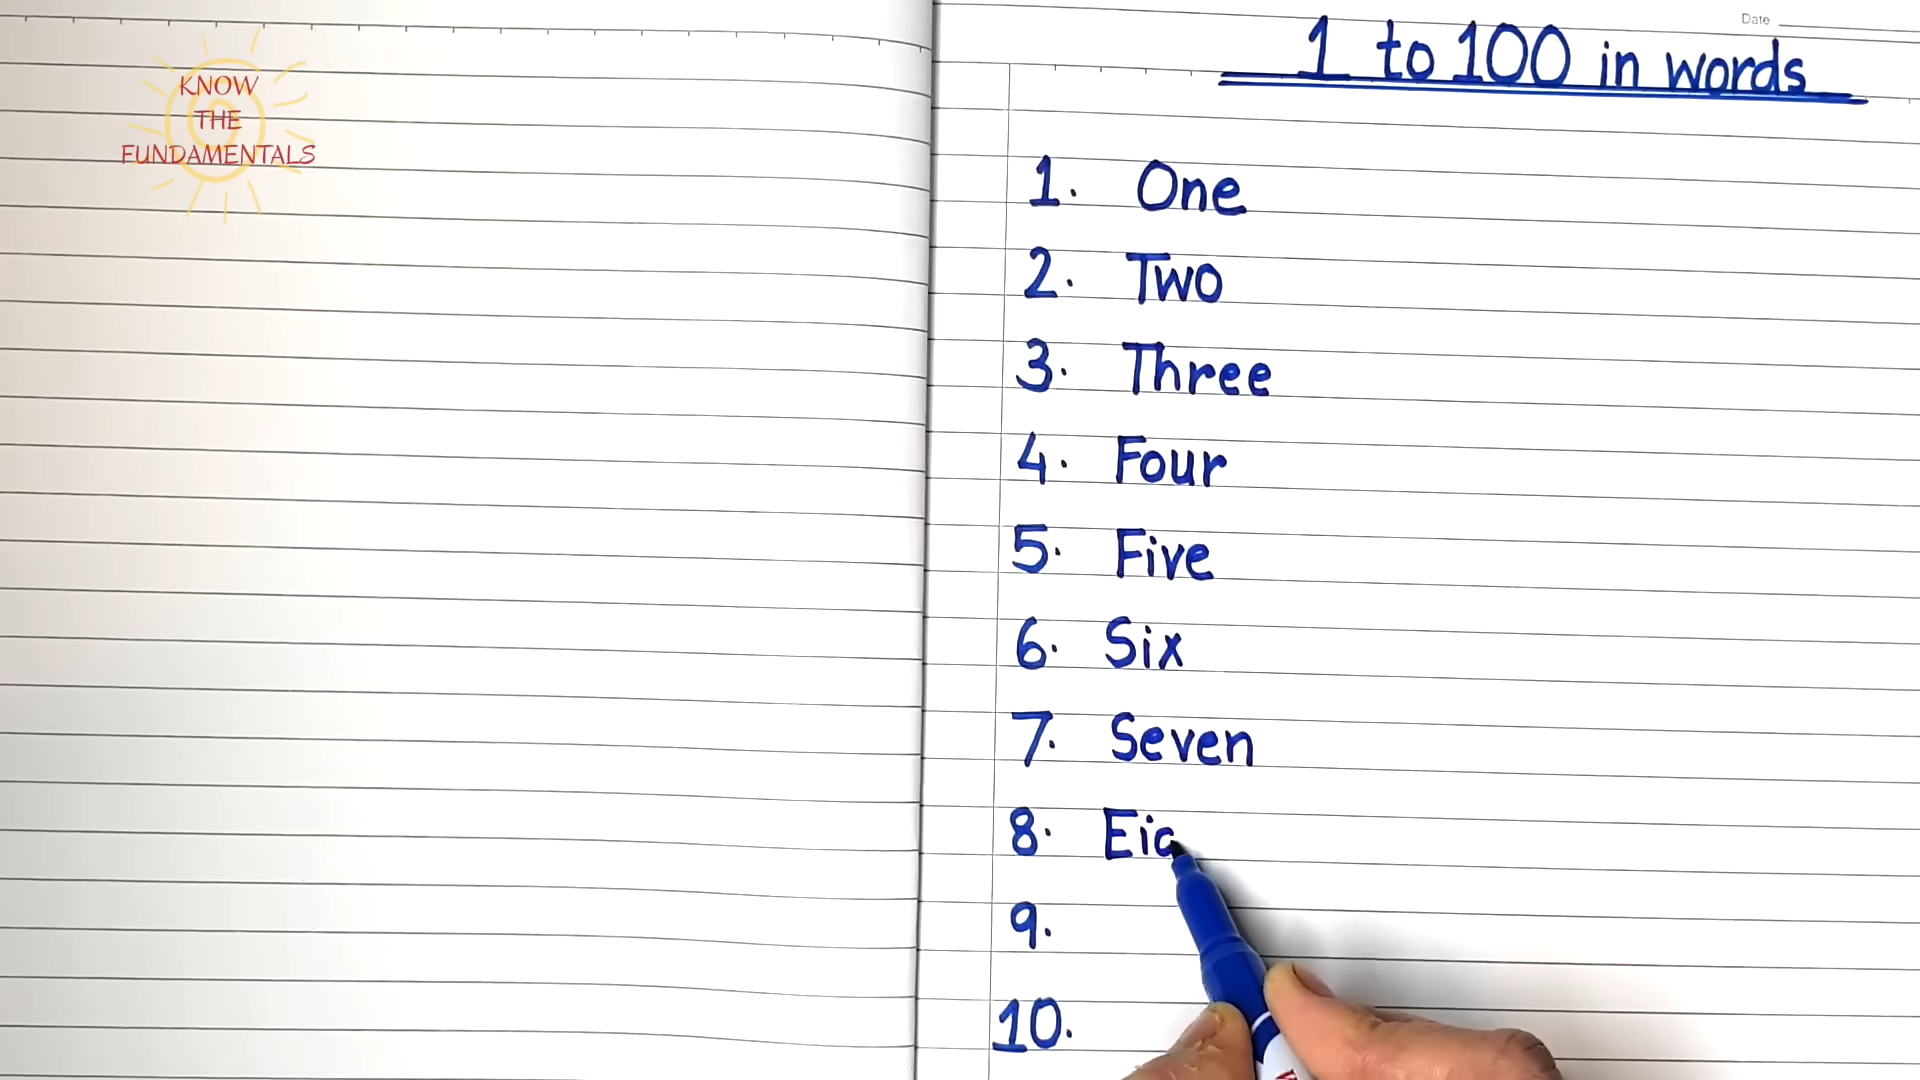 KNOW
THE
FUNDAMENTALS
Date
1 to 100 in words
1. One
2. Two
3. Three
4. Four
5. Five
6. Six
7. Seven
8. Eig
9.
10.